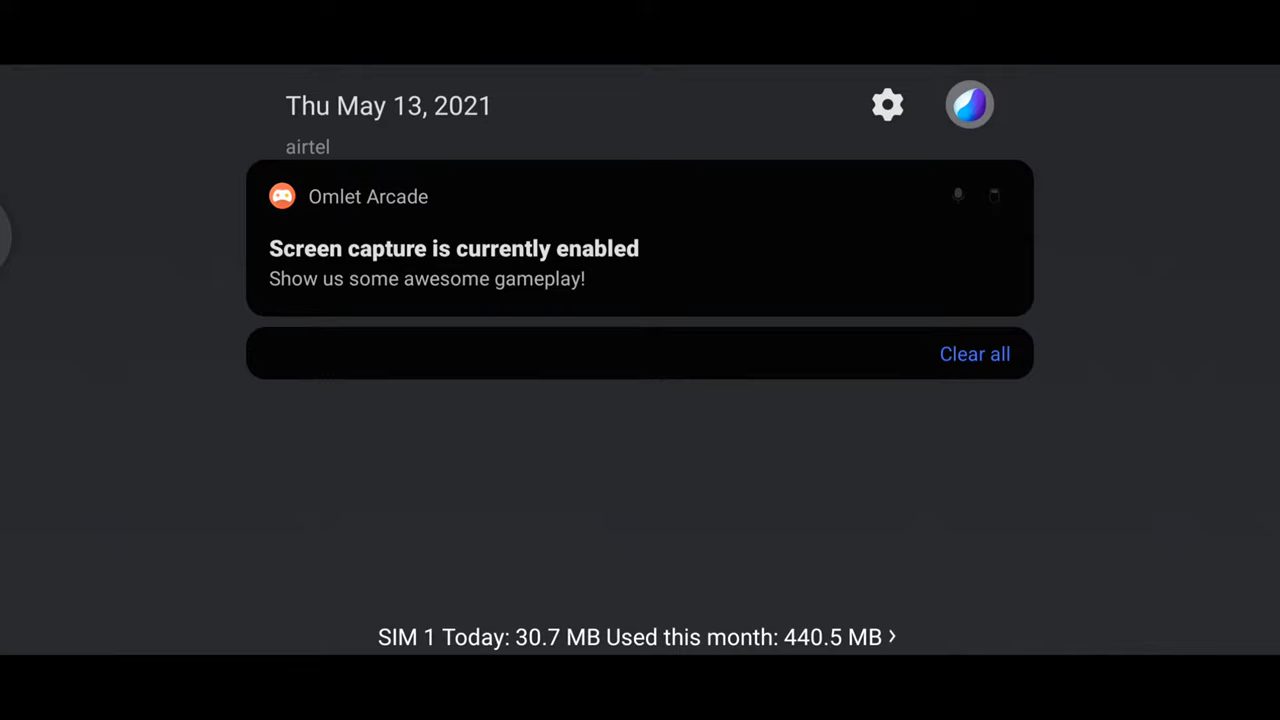 Thu May 13, 2021
airtel
Omlet Arcade
Screen capture is currently enabled
Show us some awesome gameplay!
Clear all
SIM 1 Today: 30.7 MB Used this month: 440.5 MB ›